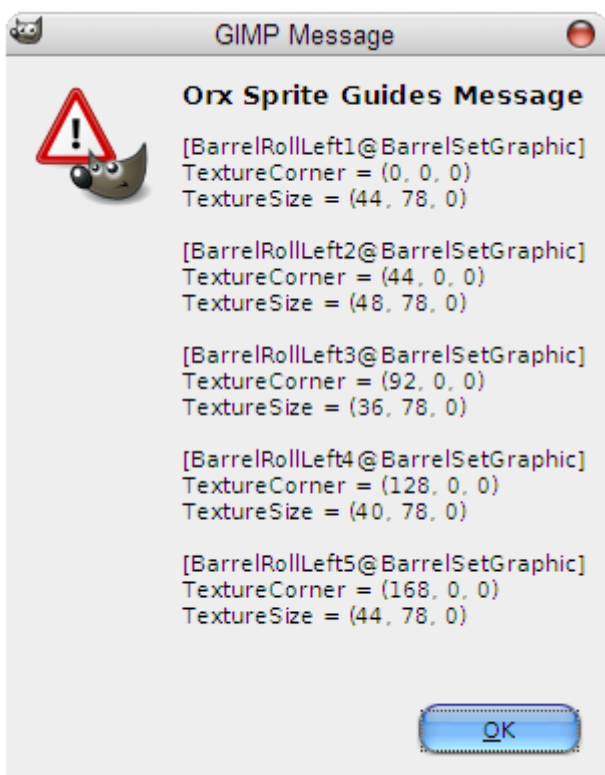 GIMP Message
Orx Sprite Guides Message
[BarrelRollLeft1@BarrelSetGraphic]
TextureCorner = (0, 0, 0)
TextureSize = (44, 78, 0)
[BarrelRollLeft2@BarrelSetGraphic]
TextureCorner = (44, 0, 0)
TextureSize = (48, 78, 0)
[BarrelRollLeft3@BarrelSetGraphic]
TextureCorner = (92, 0, 0)
TextureSize = (36, 78, 0)
[BarrelRollLeft4@BarrelSetGraphic]
TextureCorner = (128, 0, 0)
TextureSize = (40, 78, 0)
[BarrelRollLeft5@BarrelSetGraphic]
TextureCorner = (168, 0, 0)
TextureSize = (44, 78, 0)
OK